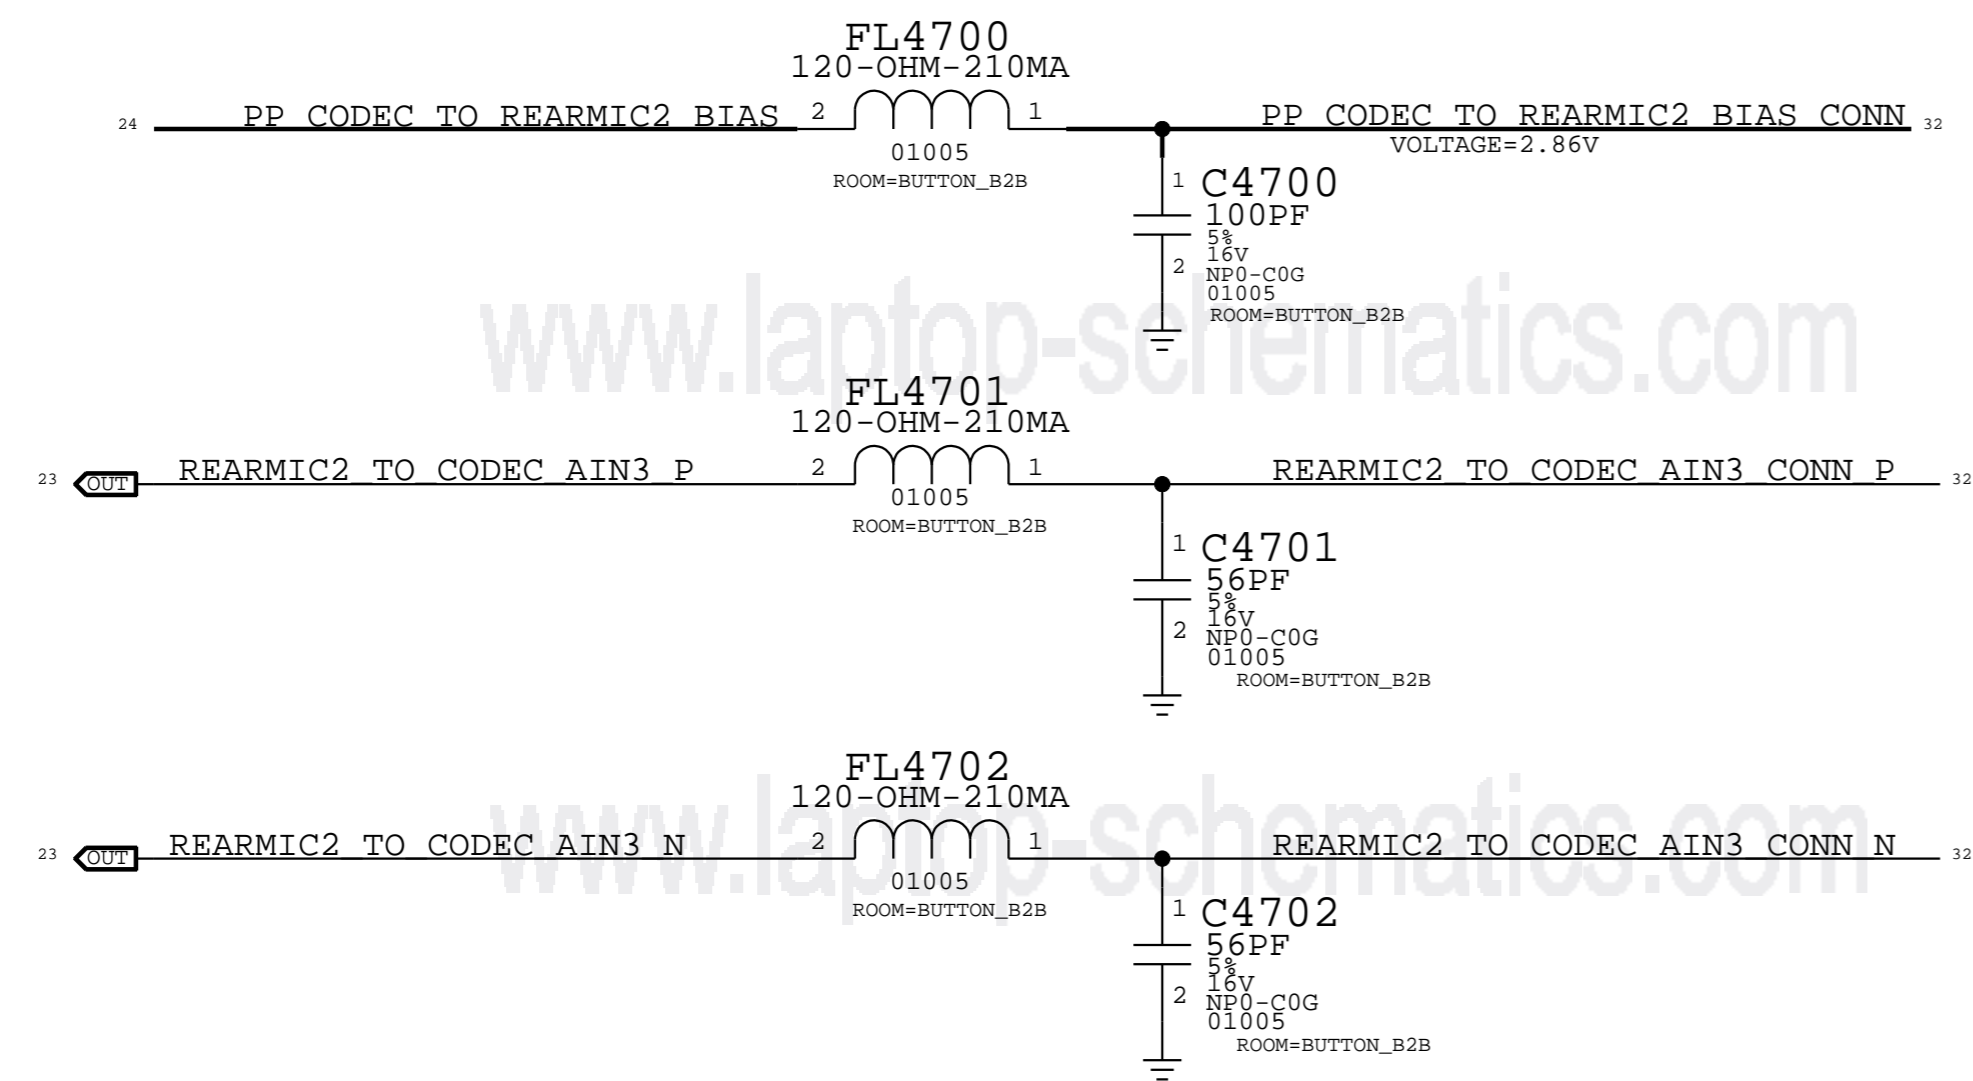 FL4700
120-OHM-210MA
24 PP_CODEC_TO_REARMIC2_BIAS 2 1 PP_CODEC_TO_REARMIC2_BIAS_CONN 32
VOLTAGE=2.86V
01005
ROOM=BUTTON_B2B
1 C4700
100PF
5%
16V
2 NP0-C0G
01005
ROOM=BUTTON_B2B
www.laptop-schematics.com
FL4701
120-OHM-210MA
23 OUT REARMIC2_TO_CODEC_AIN3_P 2 1 REARMIC2_TO_CODEC_AIN3_CONN_P 32
01005
ROOM=BUTTON_B2B
1 C4701
56PF
5%
16V
2 NP0-C0G
01005
ROOM=BUTTON_B2B
FL4702
120-OHM-210MA
www.laptop-schematics.com
23 OUT REARMIC2_TO_CODEC_AIN3_N 2 1 REARMIC2_TO_CODEC_AIN3_CONN_N 32
01005
ROOM=BUTTON_B2B
1 C4702
56PF
5%
16V
2 NP0-C0G
01005
ROOM=BUTTON_B2B